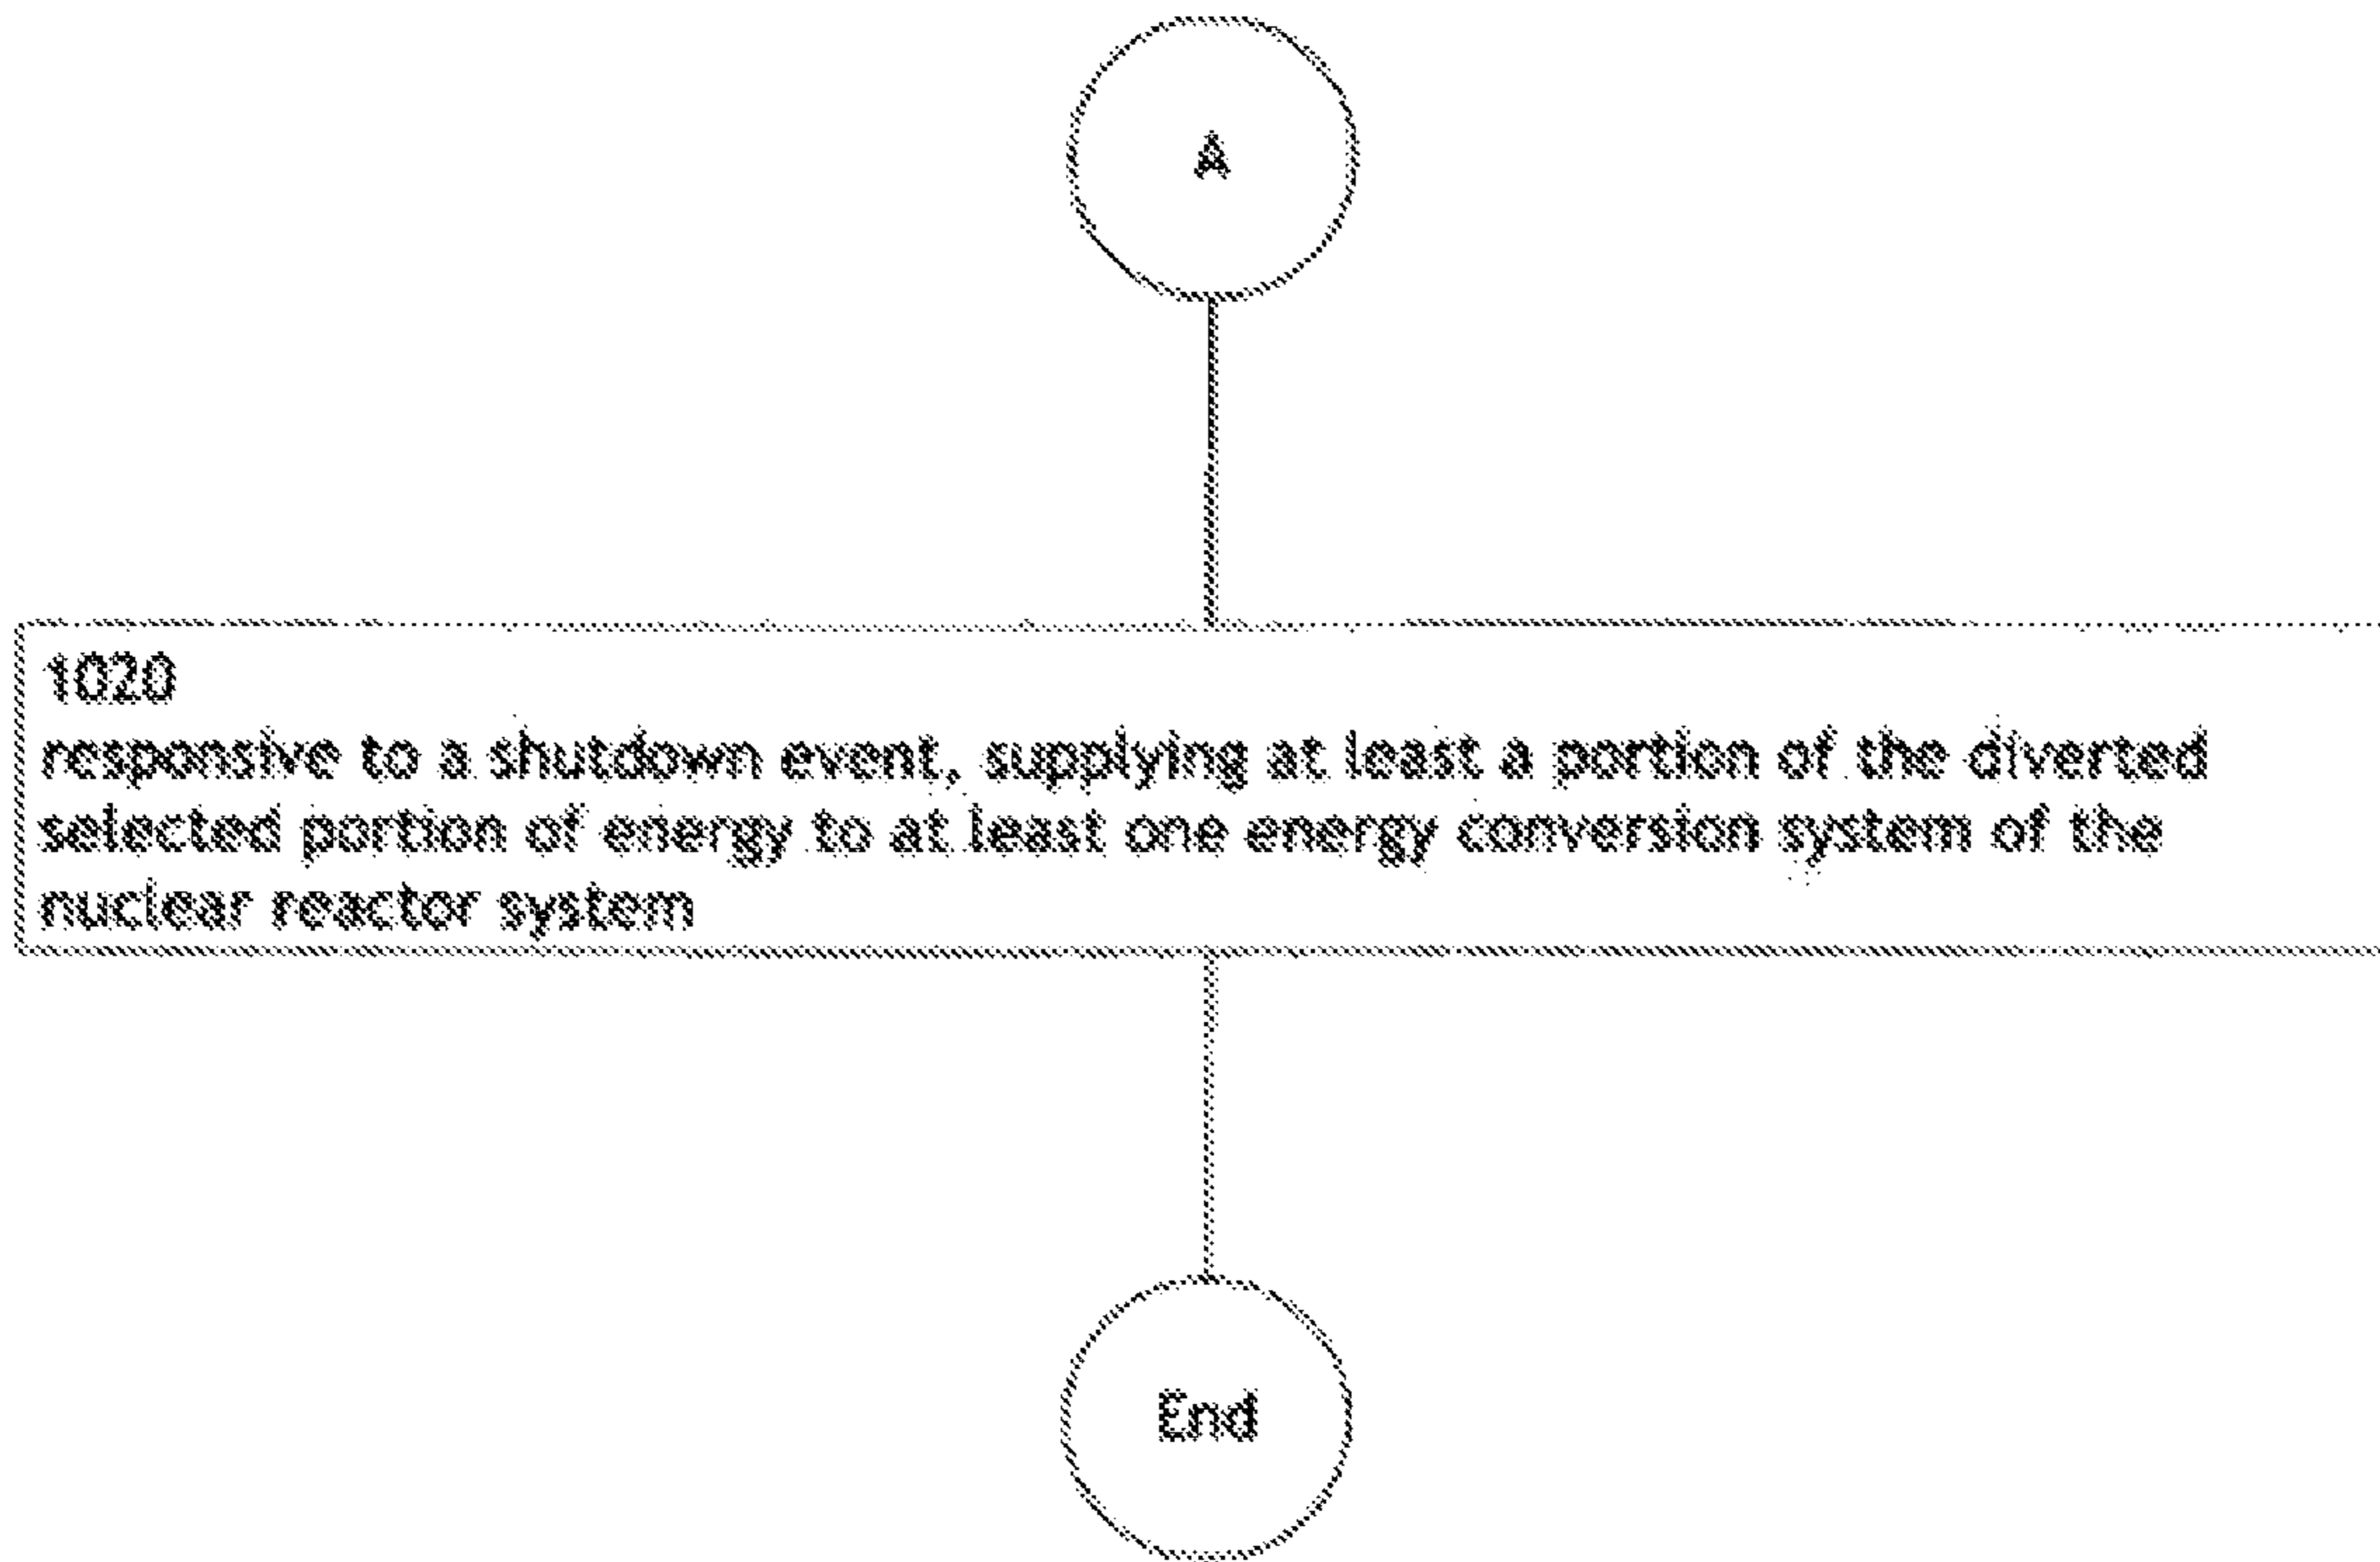 A
1020
responsive to a shutdown event, supplying at least a portion of the diverted
selected portion of energy to at least one energy conversion system of the
nuclear reactor system
End